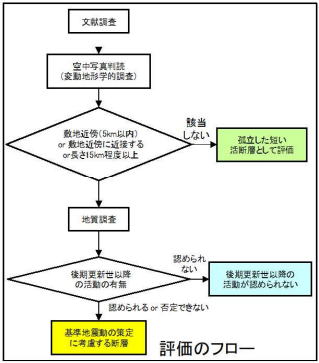 文献調査
空中写真判読
(変動地形学的調査)
敷地近傍(5km以内)
or 敷地近傍に近接する
or長さ15km程度以上
該当
しない
孤立した短い
活断層として評価
地質調査
後期更新世以降
の活動の有無
認められ
ない
後期更新世以降の
活動が認められない
認められる or 否定できない
基準地震動の策定
に考慮する断層
評価のフロー